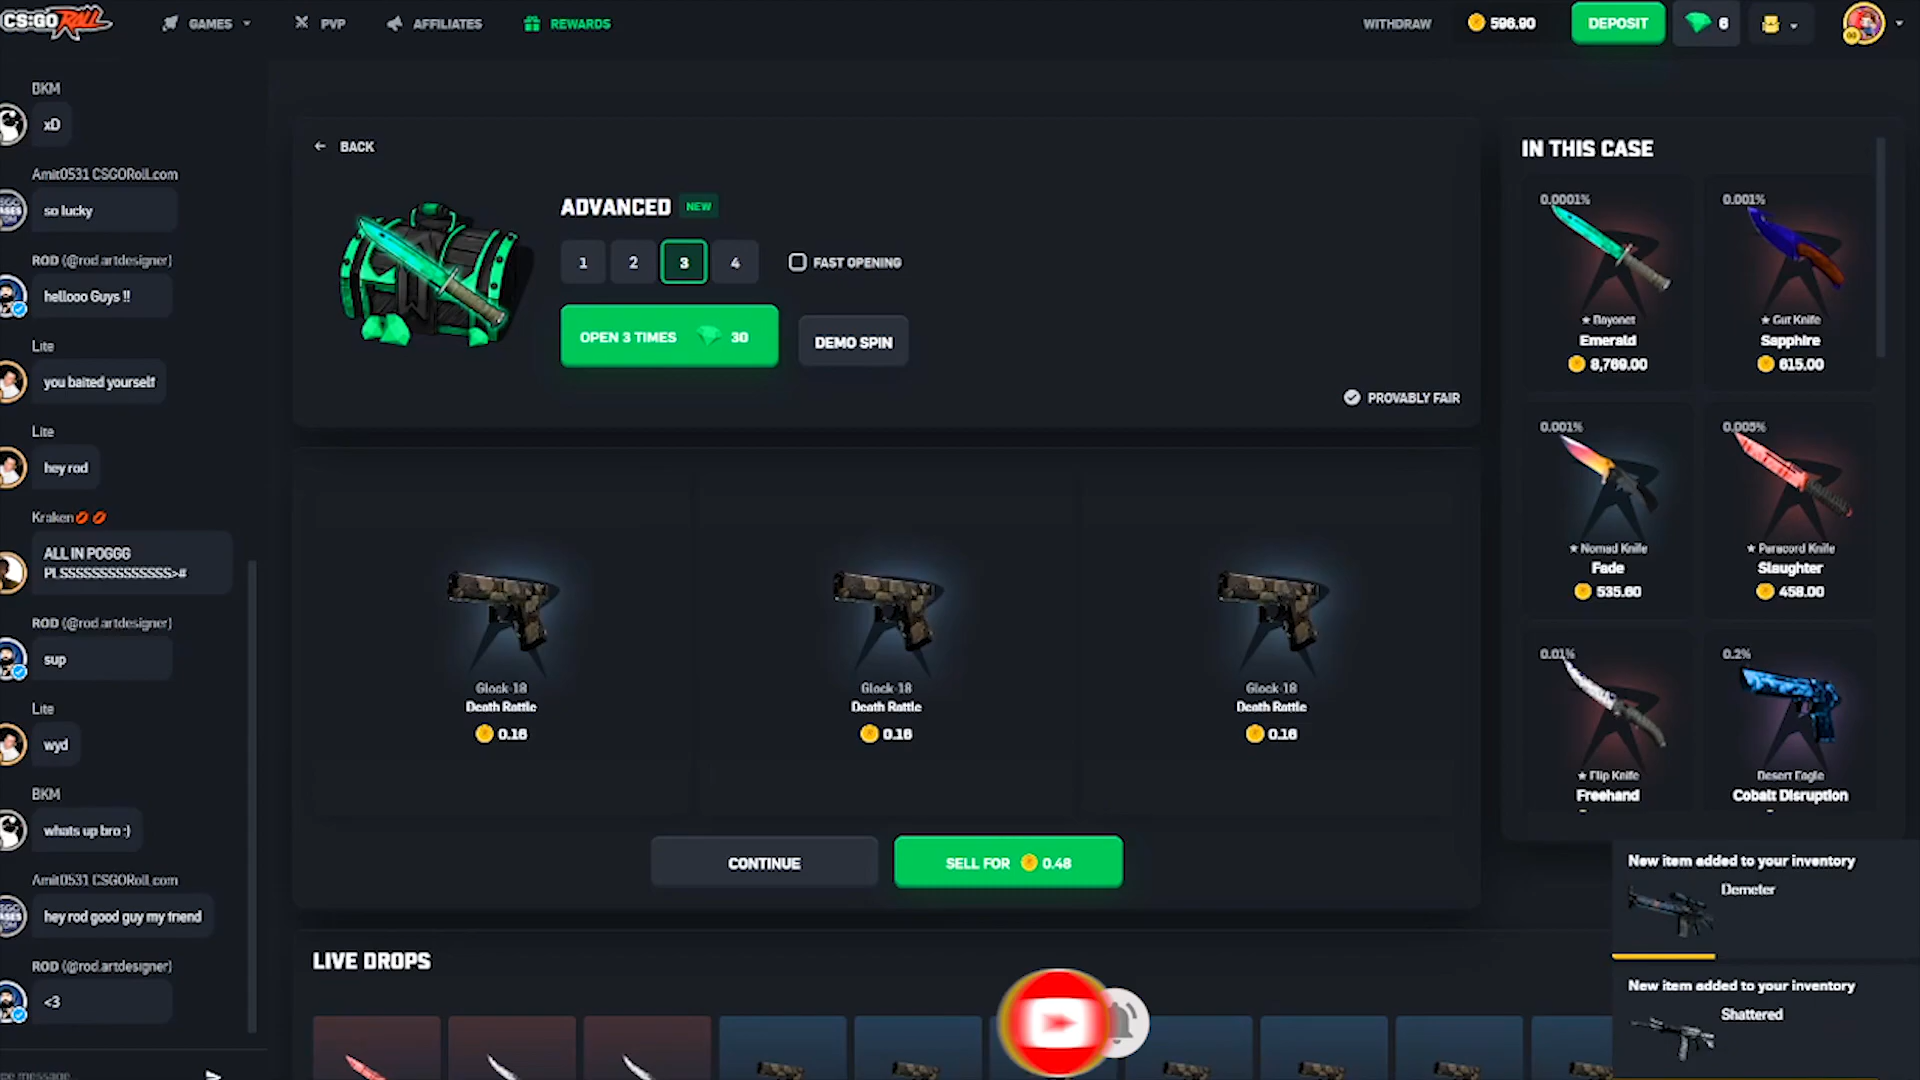 CS:GO ROLL
GAMES
PVP
AFFILIATES
REWARDS
WITHDRAW
596.90
DEPOSIT
6
BKM
xD
Amit0531 CSGORoll.com
so lucky
ROD (@rod.artdesigner)
hellooo Guys !!
Lite
you baited yourself
Lite
hey rod
Kraken
ALL IN POGGG
PLSSSSSSSSSSSSSS>#
ROD (@rod.artdesigner)
sup
Lite
wyd
BKM
whats up bro :)
Amit0531 CSGORoll.com
hey rod good guy my friend
ROD (@rod.artdesigner)
<3
BACK
ADVANCED
NEW
1
2
3
4
FAST OPENING
OPEN 3 TIMES
30
DEMO SPIN
PROVABLY FAIR
Glock-18
Death Rattle
0.16
Glock-18
Death Rattle
0.16
Glock-18
Death Rattle
0.16
CONTINUE
SELL FOR 0.48
LIVE DROPS
IN THIS CASE
0.0001%
★ Bayonet
Emerald
8,769.00
0.001%
★ Gut Knife
Sapphire
615.00
0.001%
★ Nomad Knife
Fade
535.60
0.005%
★ Paracord Knife
Slaughter
458.00
0.01%
★ Flip Knife
Freehand
0.2%
Desert Eagle
Cobalt Disruption
New item added to your inventory
Demeter
New item added to your inventory
Shattered